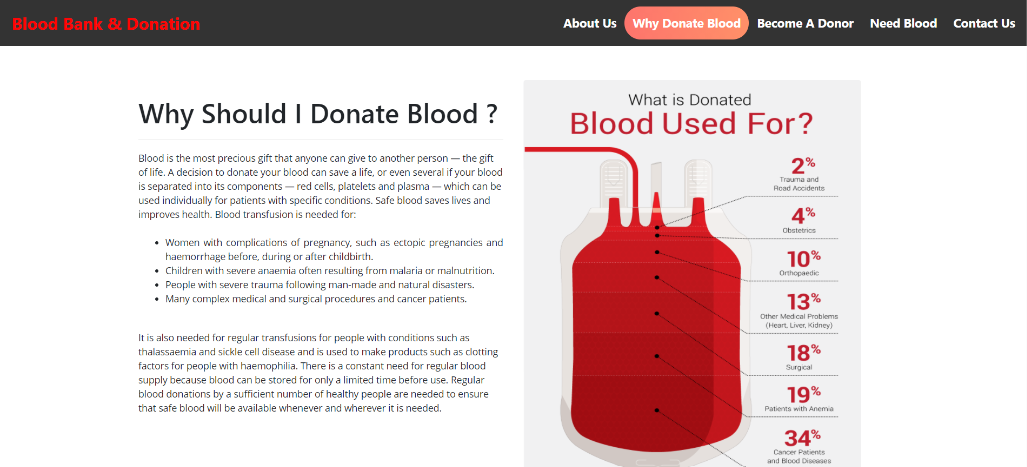 Blood Bank & Donation
About Us
Why Donate Blood
Become A Donor
Need Blood
Contact Us
Why Should I Donate Blood ?
Blood is the most precious gift that anyone can give to another person — the gift
of life. A decision to donate your blood can save a life, or even several if your blood
is separated into its components — red cells, platelets and plasma — which can be
used individually for patients with specific conditions. Safe blood saves lives and
improves health. Blood transfusion is needed for:
• Women with complications of pregnancy, such as ectopic pregnancies and
haemorrhage before, during or after childbirth.
• Children with severe anaemia often resulting from malaria or malnutrition.
• People with severe trauma following man-made and natural disasters.
• Many complex medical and surgical procedures and cancer patients.
It is also needed for regular transfusions for people with conditions such as
thalassaemia and sickle cell disease and is used to make products such as clotting
factors for people with haemophilia. There is a constant need for regular blood
supply because blood can be stored for only a limited time before use. Regular
blood donations by a sufficient number of healthy people are needed to ensure
that safe blood will be available whenever and wherever it is needed.
What is Donated
Blood Used For?
2%
Trauma and
Road Accidents
4%
Obstetrics
10%
Orthopaedic
13%
Other Medical Problems
(Heart, Liver, Kidney)
18%
Surgical
19%
Patients with Anemia
34%
Cancer Patients
and Blood Diseases